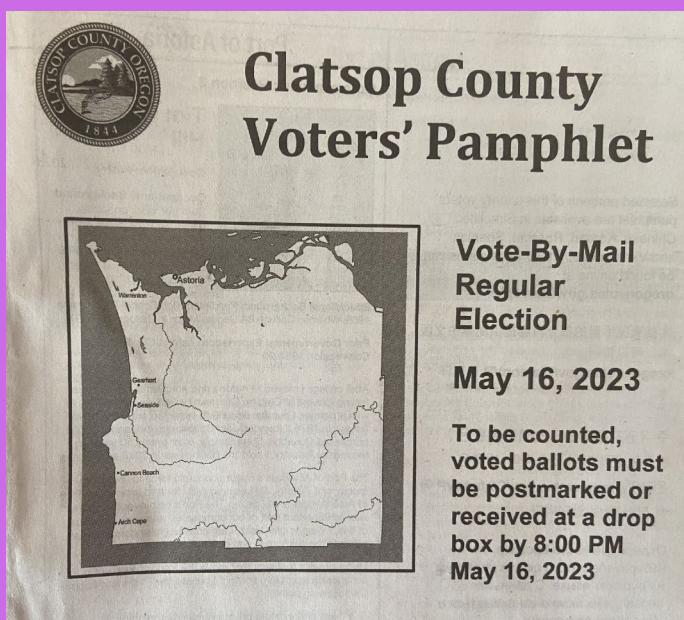 CLATSOP COUNTY OREGON
1844
Clatsop County
Voters' Pamphlet
Astoria
Warrenton
Gearhart
Seaside
Cannon Beach
Arch Cape
Vote-By-Mail
Regular
Election
May 16, 2023
To be counted,
voted ballots must
be postmarked or
received at a drop
box by 8:00 PM
May 16, 2023